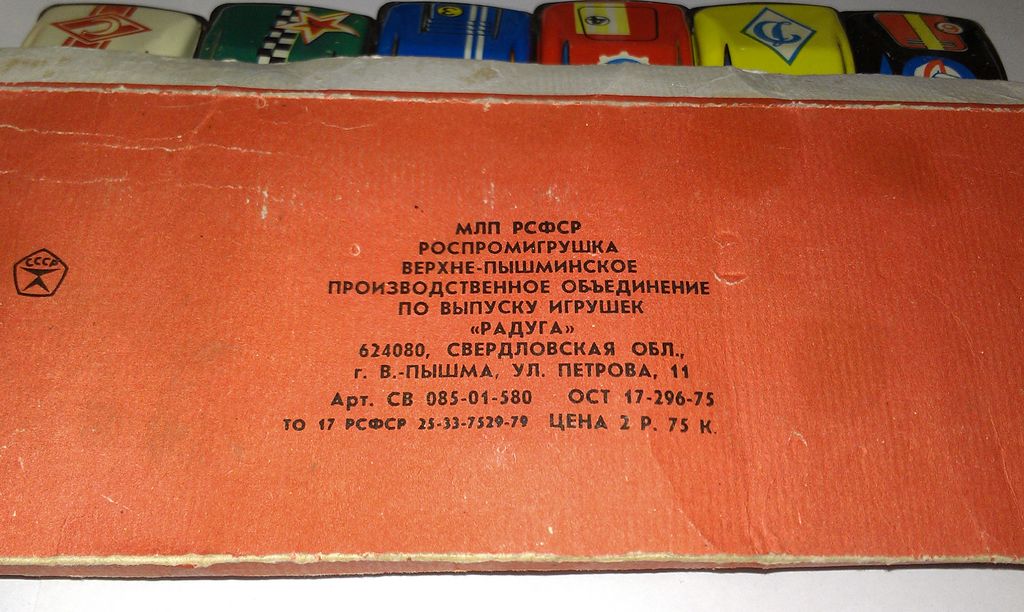 СССР
МЛП РСФСР
РОСПРОМИГРУШКА
ВЕРХНЕ-ПЫШМИНСКОЕ
ПРОИЗВОДСТВЕННОЕ ОБЪЕДИНЕНИЕ
ПО ВЫПУСКУ ИГРУШЕК
«РАДУГА»
624080, СВЕРДЛОВСКАЯ ОБЛ.,
г. В.-ПЫШМА, УЛ. ПЕТРОВА, 11
Арт. СВ 085-01-580 ОСТ 17-296-75
ТО 17 РСФСР 25-33-7529-79 ЦЕНА 2 Р. 75 К.